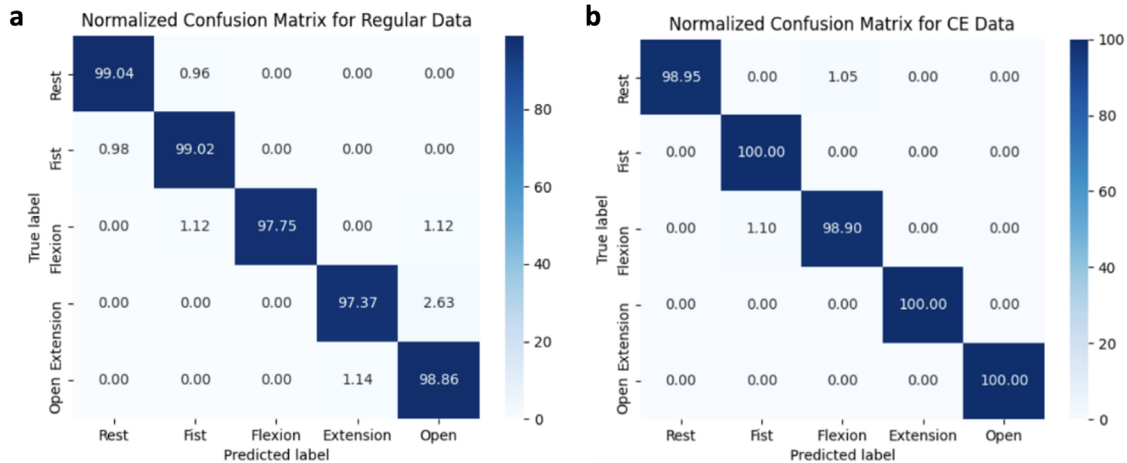 a
Normalized Confusion Matrix for Regular Data
True label
Rest 99.04 0.96 0.00 0.00 0.00
Fist 0.98 99.02 0.00 0.00 0.00
Flexion 0.00 1.12 97.75 0.00 1.12
Extension 0.00 0.00 0.00 97.37 2.63
Open 0.00 0.00 0.00 1.14 98.86
Rest Fist Flexion Extension Open
Predicted label
80
60
40
20
0
b
Normalized Confusion Matrix for CE Data
True label
Rest 98.95 0.00 1.05 0.00 0.00
Fist 0.00 100.00 0.00 0.00 0.00
Flexion 0.00 1.10 98.90 0.00 0.00
Extension 0.00 0.00 0.00 100.00 0.00
Open 0.00 0.00 0.00 0.00 100.00
Rest Fist Flexion Extension Open
Predicted label
100
80
60
40
20
0